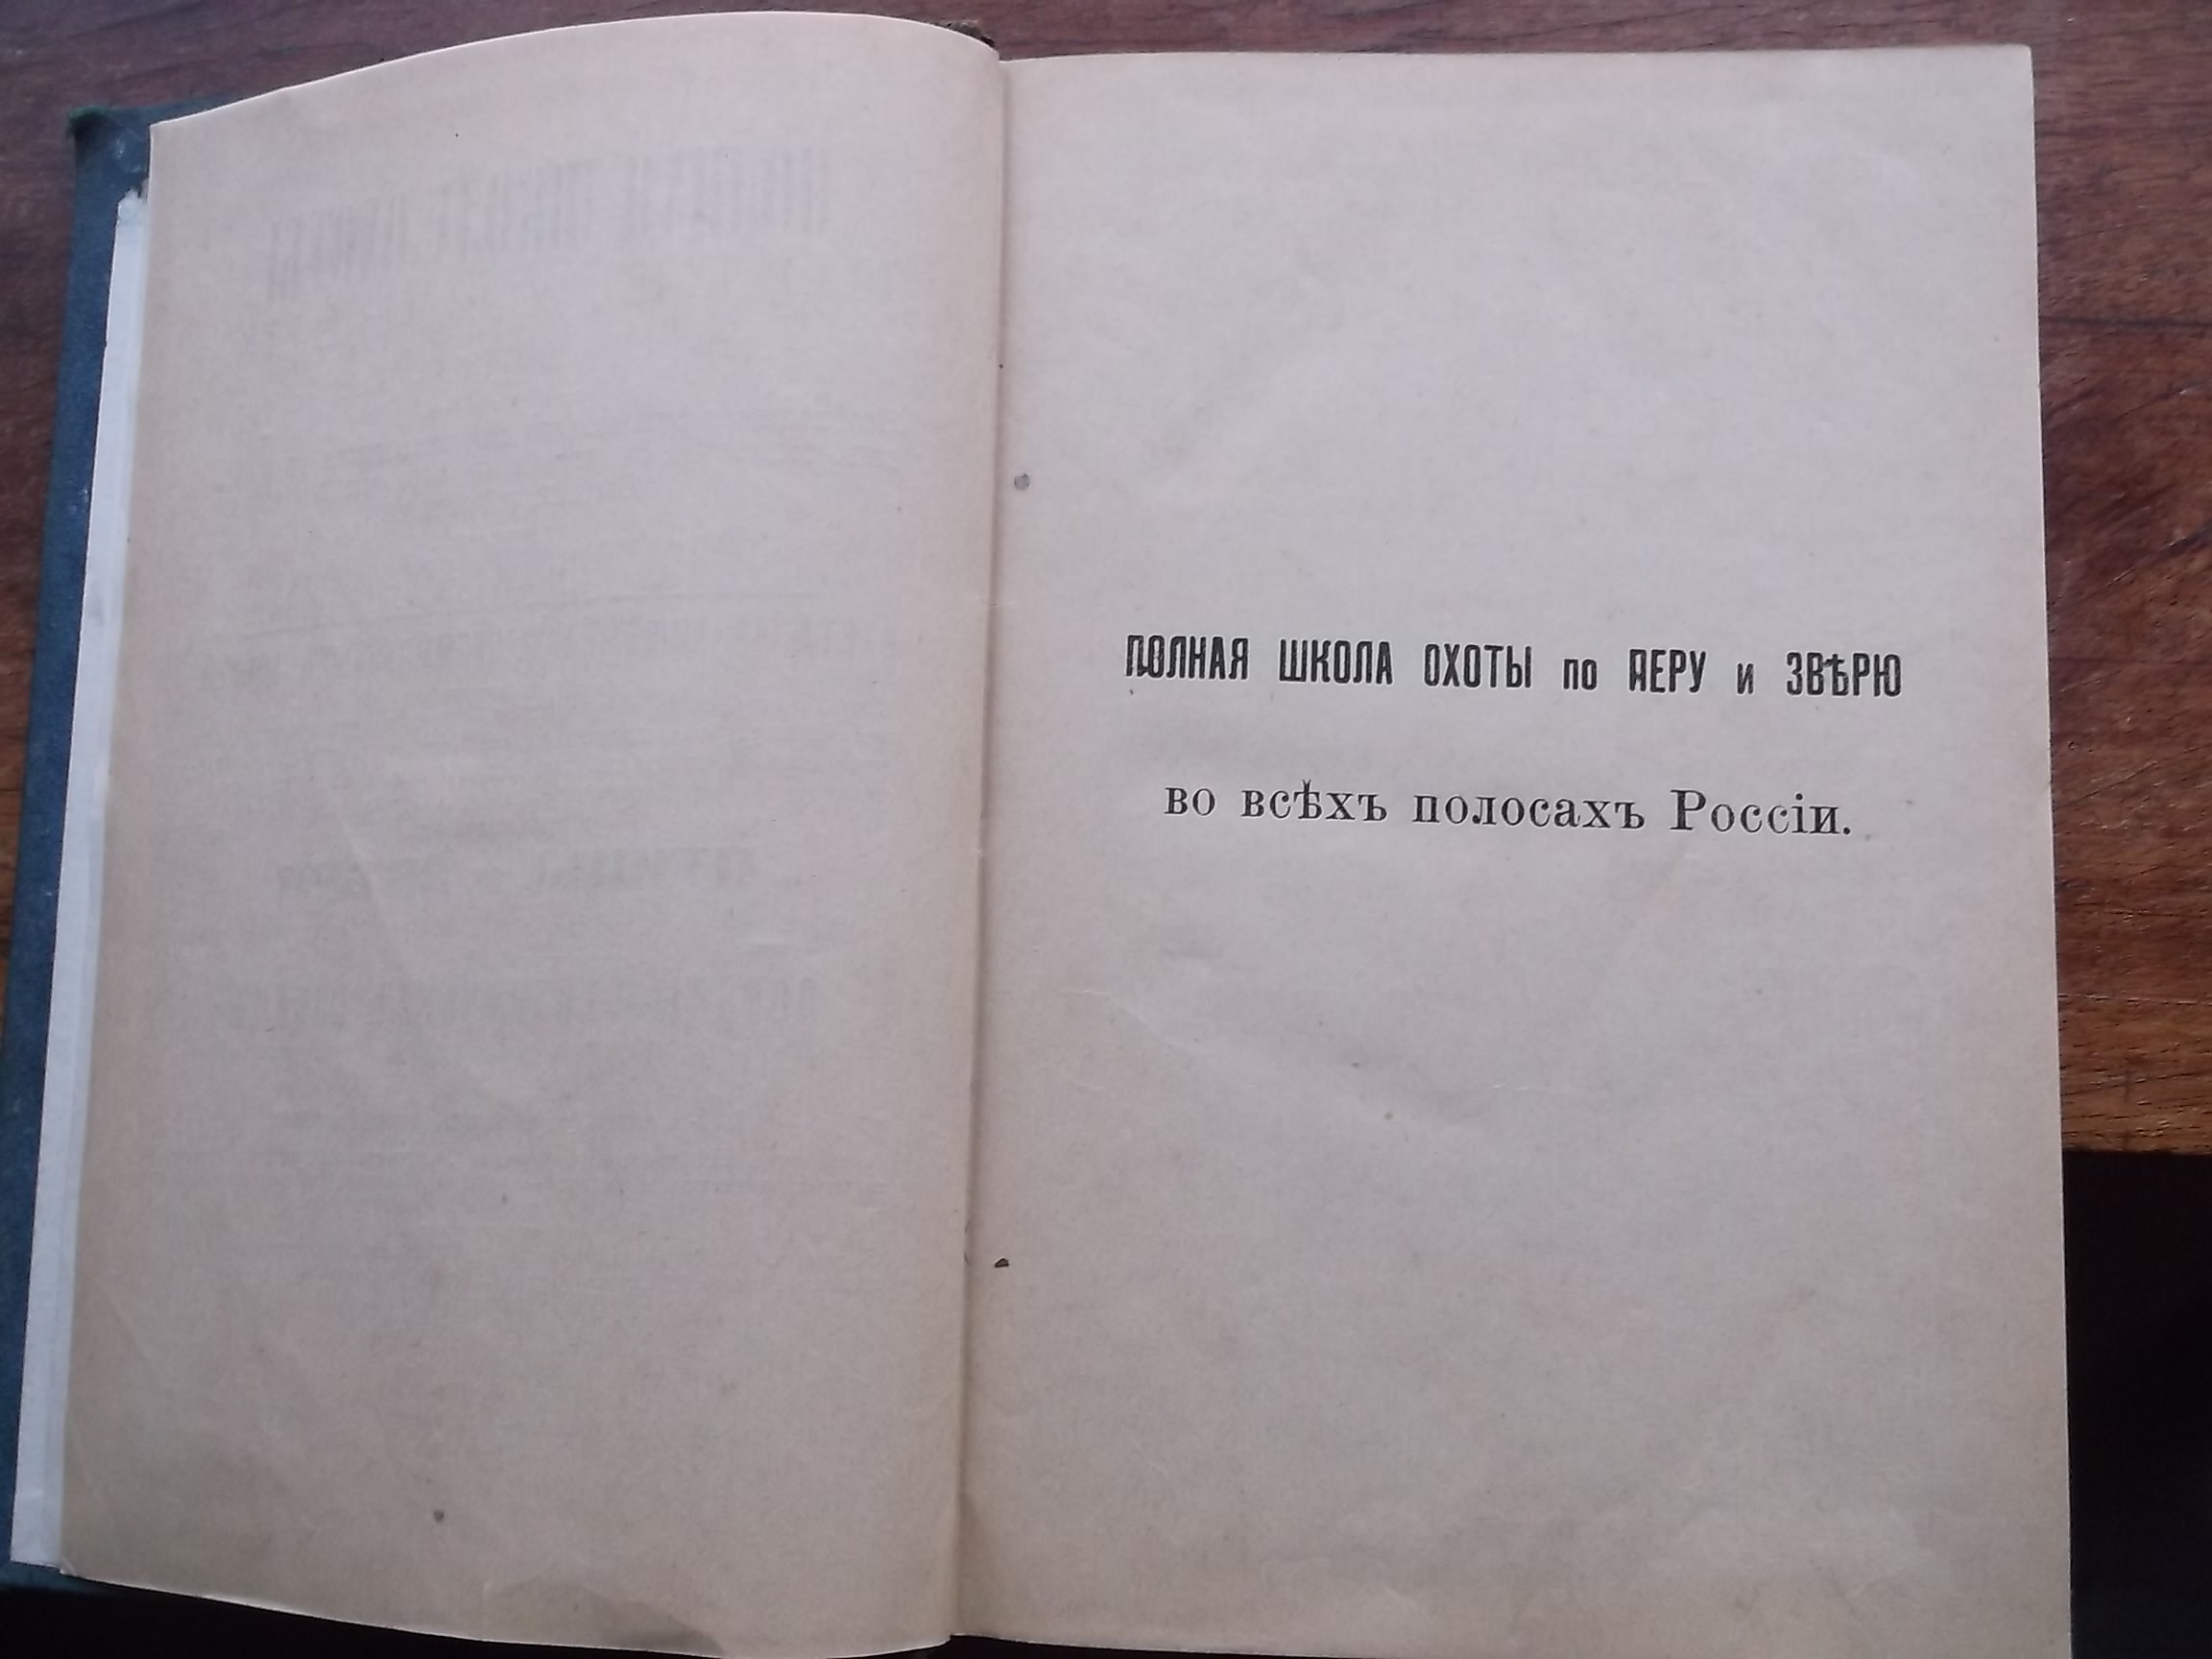 ПОЛНАЯ ШКОЛА ОХОТЫ по ПЕРУ и ЗВѢРЮ
во всѣхъ полосахъ Россіи.